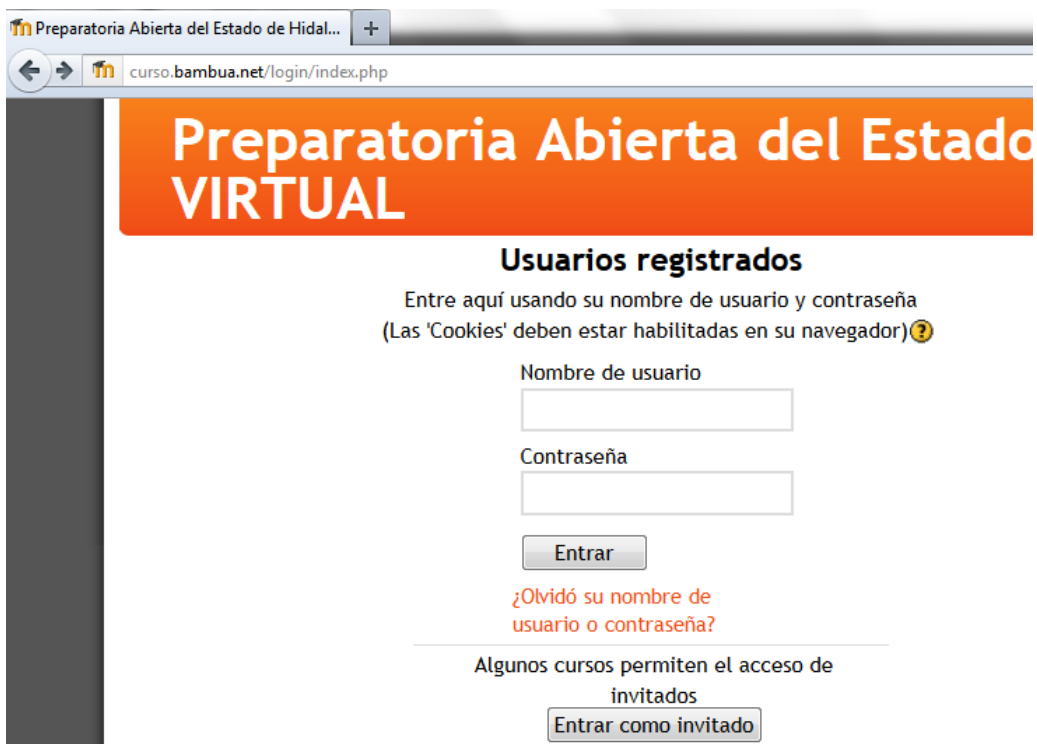 Preparatoria Abierta del Estado de Hidal...
curso.bambua.net/login/index.php
Preparatoria Abierta del Estado
VIRTUAL
Usuarios registrados
Entre aquí usando su nombre de usuario y contraseña
(Las 'Cookies' deben estar habilitadas en su navegador)
Nombre de usuario
Contraseña
Entrar
¿Olvidó su nombre de
usuario o contraseña?
Algunos cursos permiten el acceso de
invitados
Entrar como invitado